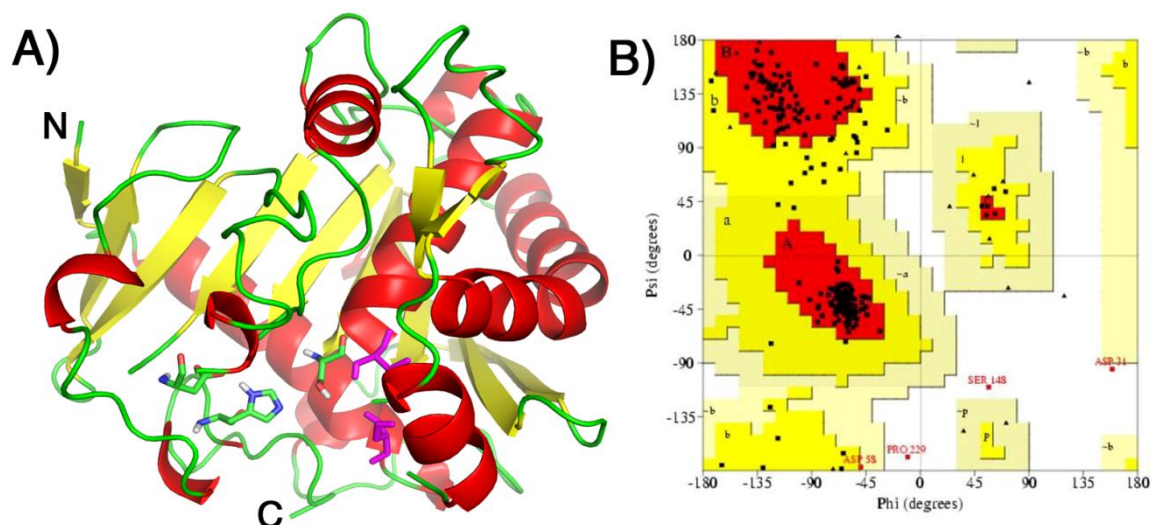 A)
N
C
B)
180
135
90
45
0
-45
-90
-135
-180
Psi (degrees)
B
b
~b
~l
l
a
A
~a
~b
b
~b
b
~p
p
~b
b
ASP 31
SER 148
PRO 229
ASP 58
-180 -135 -90 -45 0 45 90 135 180
Phi (degrees)